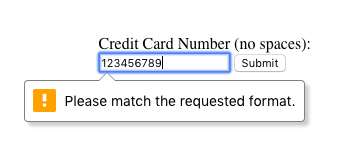 Credit Card Number (no spaces):
123456789 Submit
! Please match the requested format.